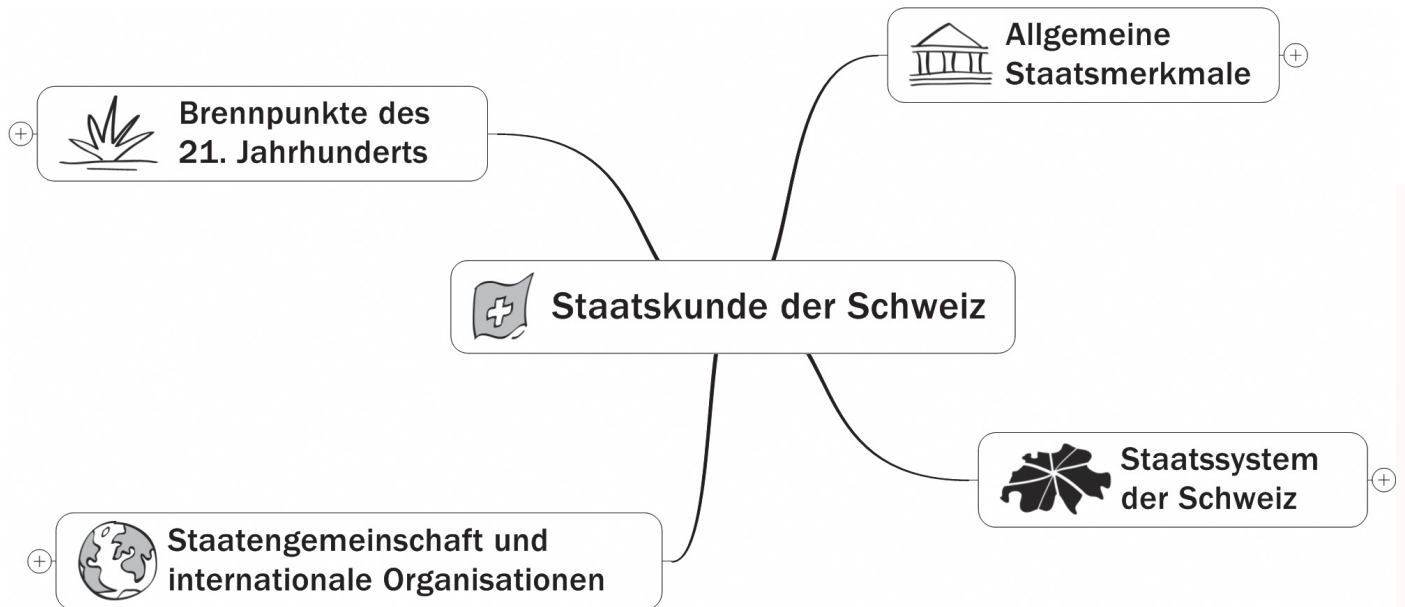 Allgemeine
Staatsmerkmale
Brennpunkte des
21. Jahrhunderts
Staatskunde der Schweiz
Staatssystem
der Schweiz
Staatengemeinschaft und
internationale Organisationen